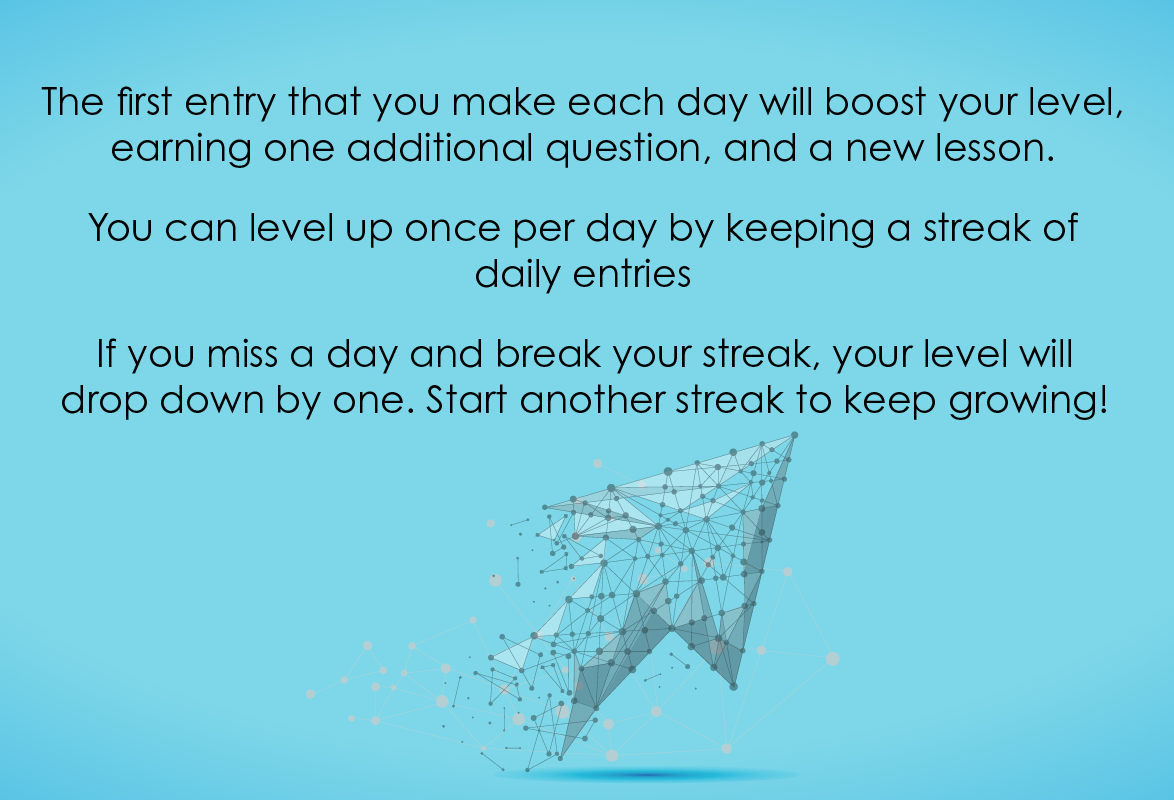 The first entry that you make each day will boost your level,
earning one additional question, and a new lesson.
You can level up once per day by keeping a streak of
daily entries
If you miss a day and break your streak, your level will
drop down by one. Start another streak to keep growing!